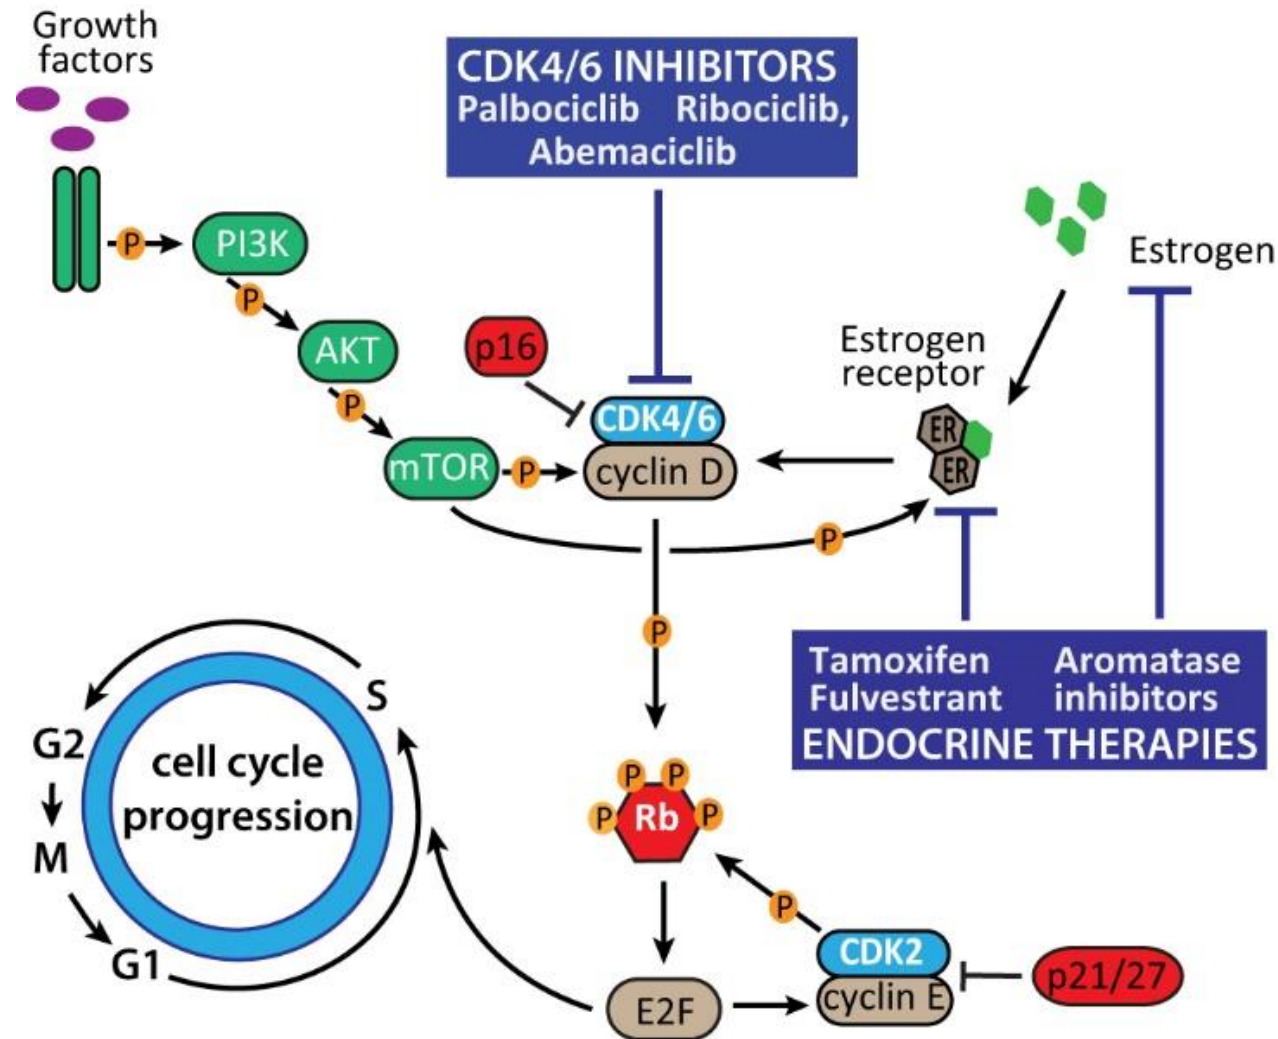 Growth
factors
CDK4/6 INHIBITORS
Palbociclib Ribociclib,
Abemaciclib
P
PI3K
P
AKT
P
mTOR
P
p16
CDK4/6
cyclin D
Estrogen
Estrogen
receptor
ER
ER
P
P
Tamoxifen Aromatase
Fulvestrant inhibitors
ENDOCRINE THERAPIES
S
G2
M
G1
cell cycle
progression
P P
P Rb P
P
CDK2
cyclin E
p21/27
E2F